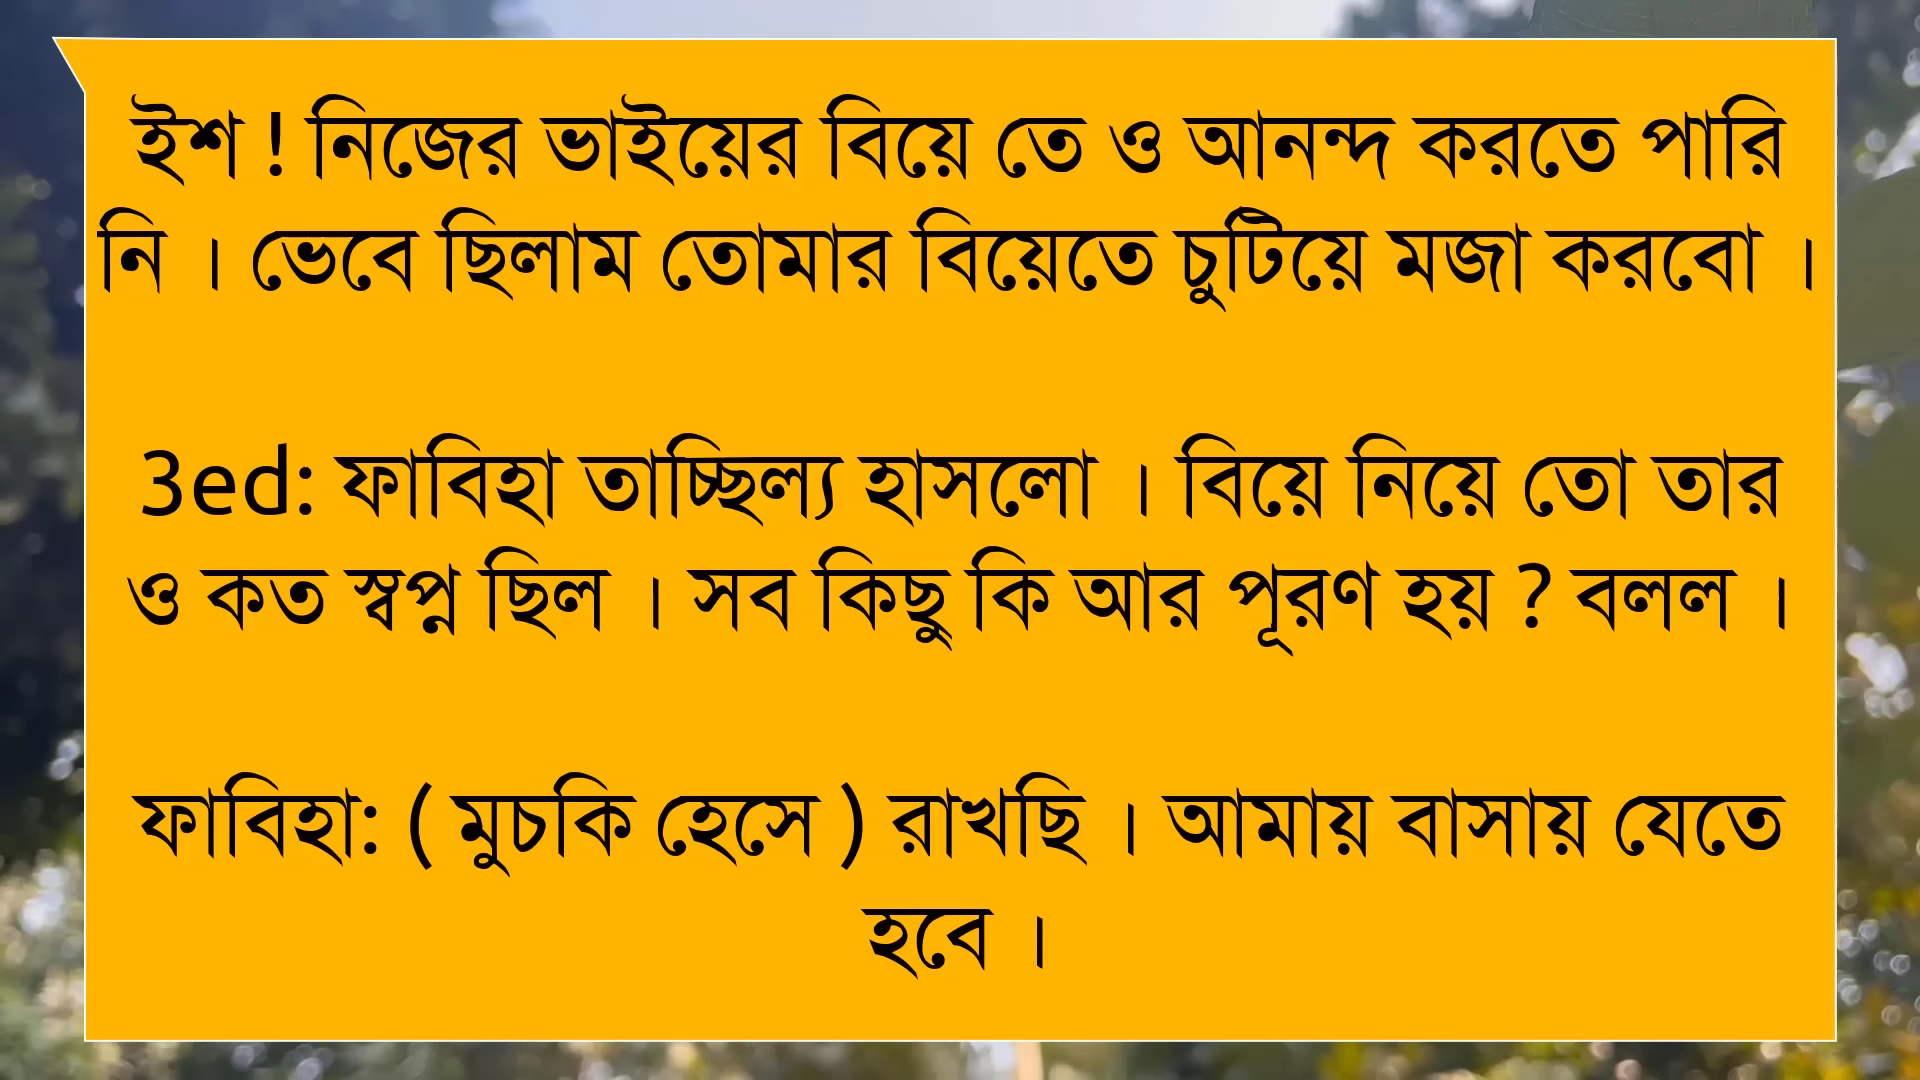 ইশ ! নিজের ভাইয়ের বিয়ে তে ও আনন্দ করতে পারি
নি । ভেবে ছিলাম তোমার বিয়েতে চুটিয়ে মজা করবো ।
3ed: ফাবিহা তাচ্ছিল্য হাসলো । বিয়ে নিয়ে তো তার
ও কত স্বপ্ন ছিল । সব কিছু কি আর পূরণ হয় ? বলল ।
ফাবিহা: ( মুচকি হেসে ) রাখছি । আমায় বাসায় যেতে
হবে ।